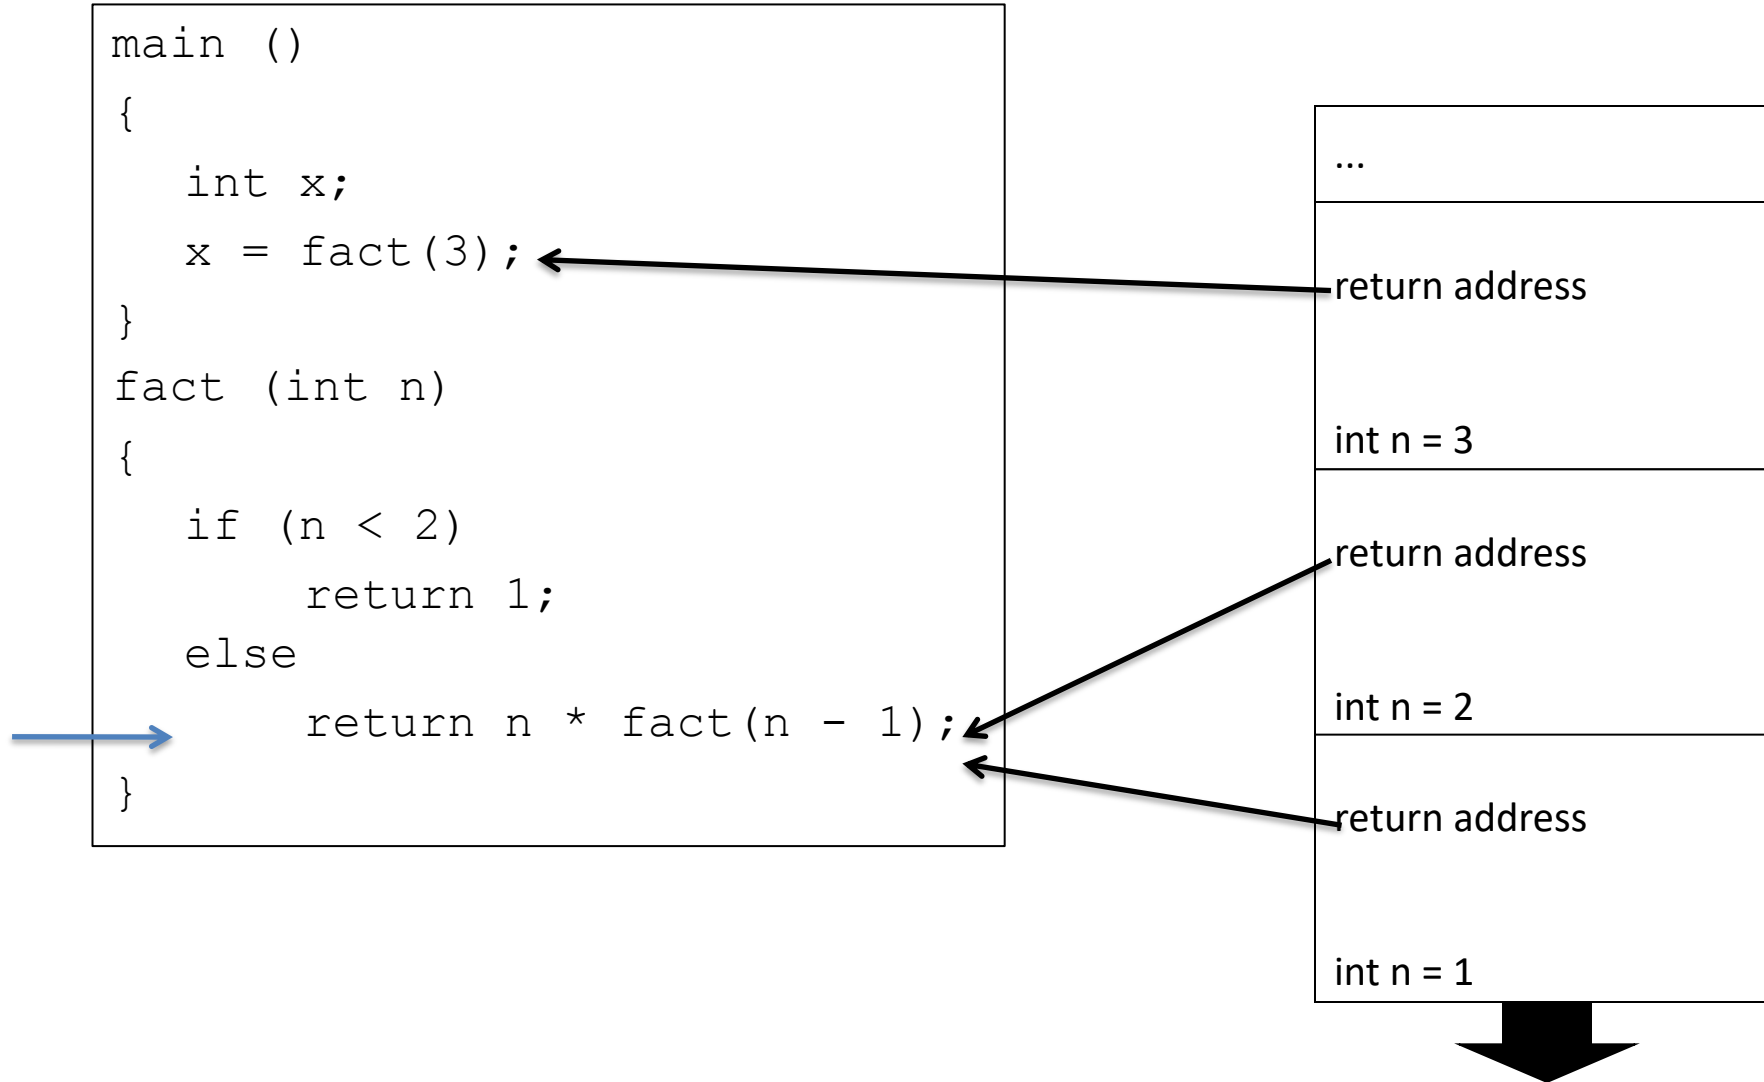 main ()
{
int x;
x = fact(3);
}
fact (int n)
{
if (n < 2)
return 1;
else
return n * fact(n - 1);
}
...
return address
int n = 3
return address
int n = 2
return address
int n = 1